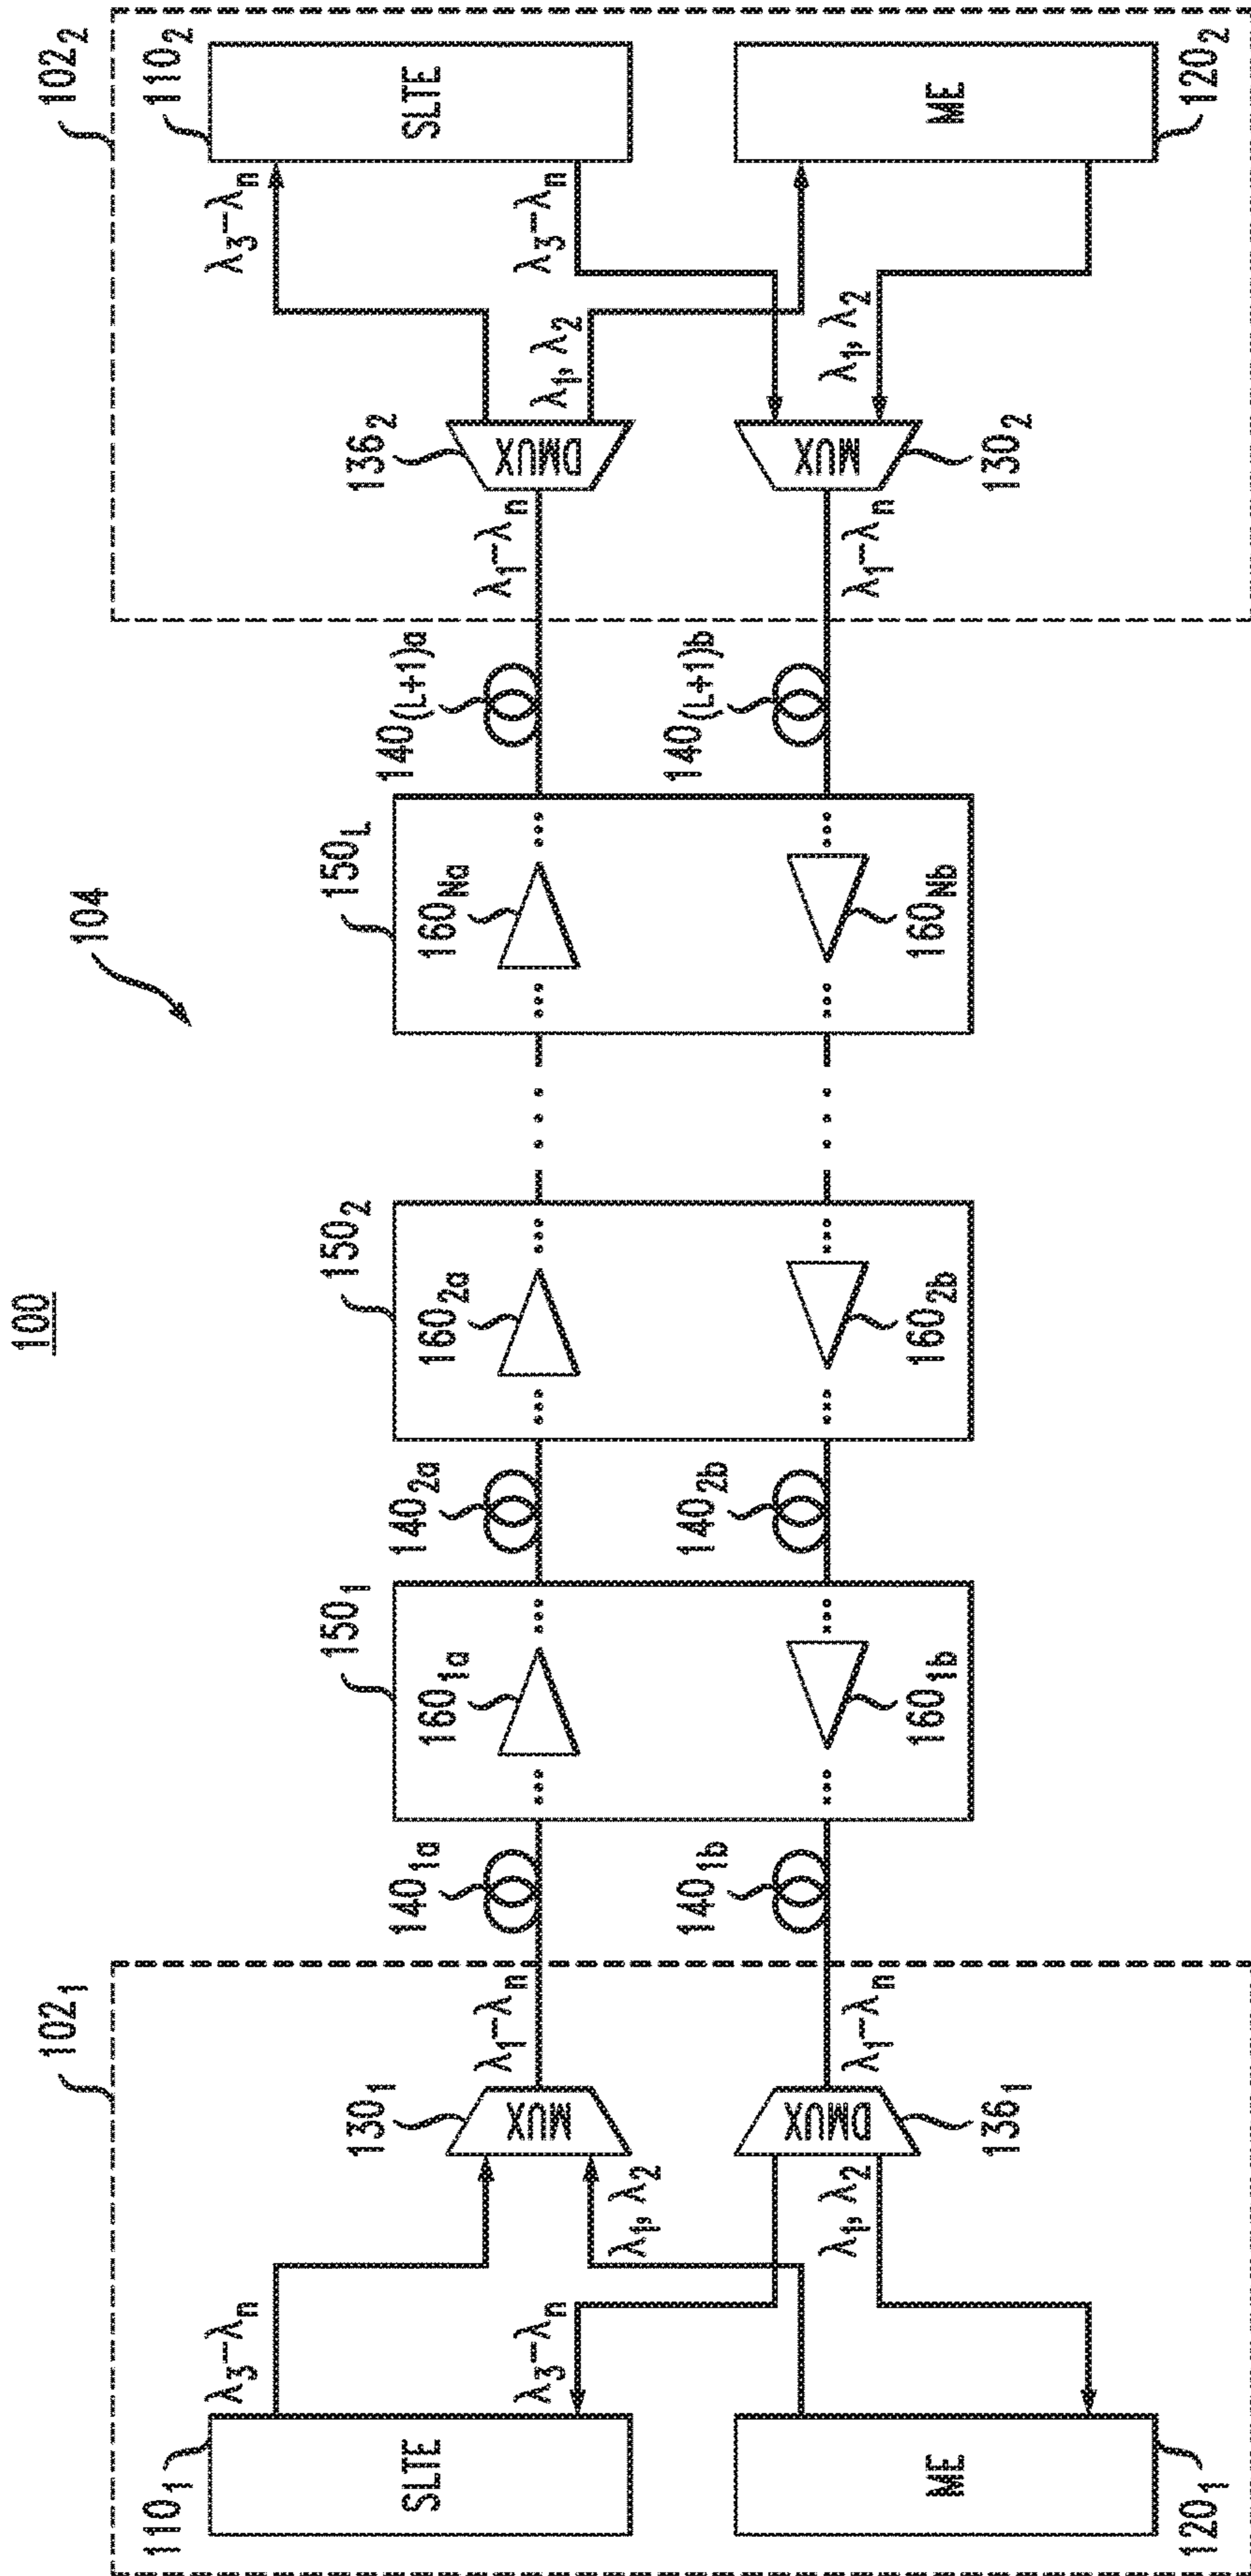 100
102₁
104
102₂
110₁
SLTE
λ₃–λₙ
λ₃–λₙ
ME
120₁
130₁
MUX
λ₁, λ₂
λ₁–λₙ
DMUX
136₁
λ₁, λ₂
λ₁–λₙ
140₁ₐ
140₁b
150₁
160₁ₐ
160₁b
140₂ₐ
140₂b
150₂
160₂ₐ
160₂b
150L
160Nₐ
160Nb
140(L+1)a
140(L+1)b
136₂
DMUX
λ₁–λₙ
λ₁, λ₂
MUX
130₂
λ₁–λₙ
λ₁, λ₂
110₂
SLTE
λ₃–λₙ
λ₃–λₙ
ME
120₂